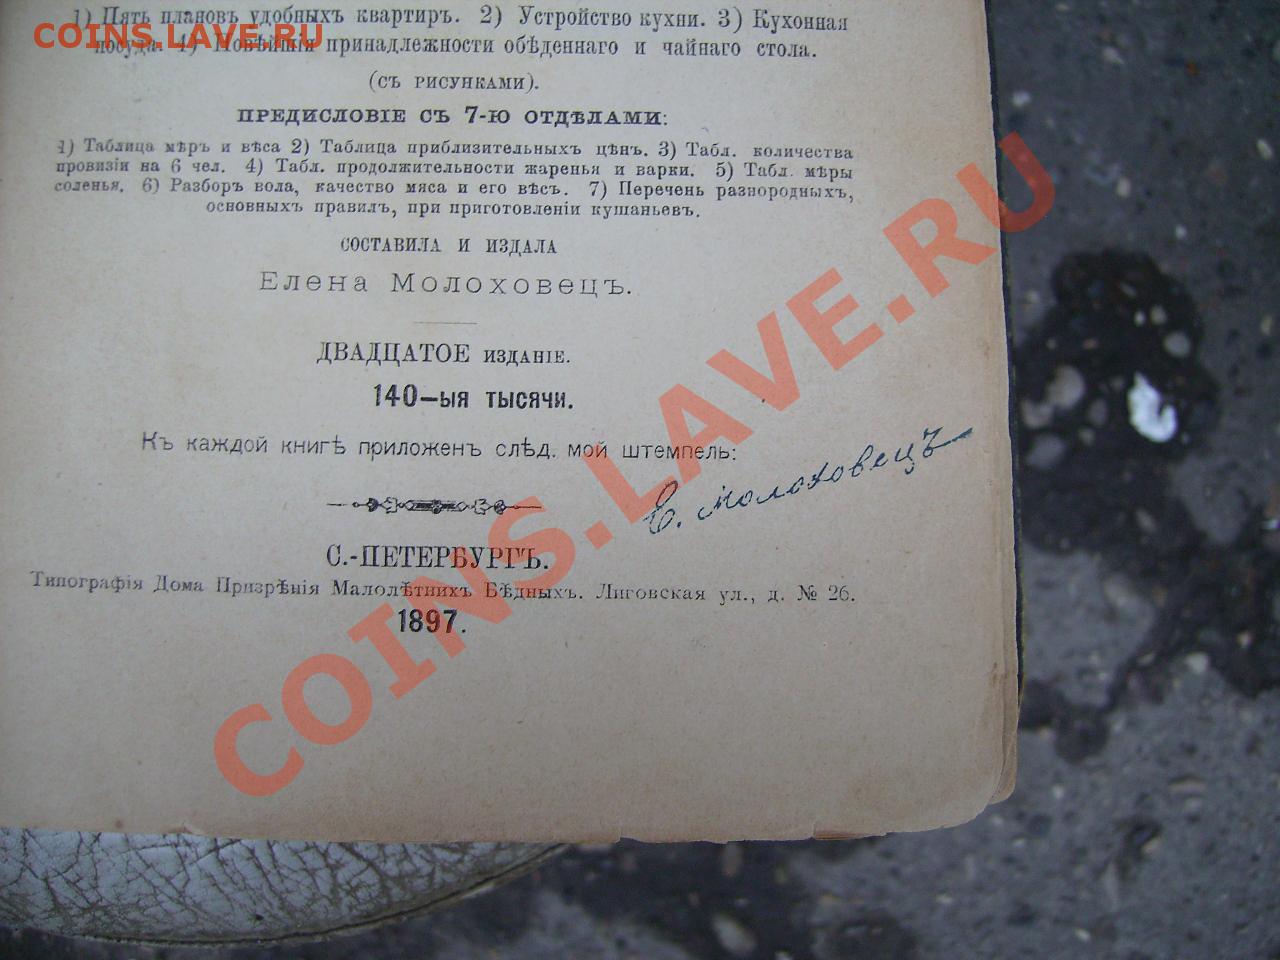 1) Пять плановъ удобныхъ квартиръ. 2) Устройство кухни. 3) Кухонная
COINS.LAVE.RU
посуда. 4) Новѣйшія принадлежности обѣденнаго и чайнаго стола.
(съ рисунками).
ПРЕДИСЛОВІЕ СЪ 7-Ю ОТДѢЛАМИ:
1) Таблица мѣръ и вѣса 2) Таблица приблизительныхъ цѣнъ. 3) Табл. количества
провизіи на 6 чел. 4) Табл. продолжительности жаренья и варки. 5) Табл. мѣры
соленья. 6) Разборъ вола, качество мяса и его вѣсъ. 7) Перечень разнородныхъ,
основныхъ правилъ, при приготовленіи кушаньевъ.
СОСТАВИЛА И ИЗДАЛА
Елена Молоховецъ.
ДВАДЦАТОЕ ИЗДАНІЕ.
140—ЫЯ ТЫСЯЧИ.
Къ каждой книгѣ приложенъ слѣд. мой штемпель:
Е. Молоховецъ
С.-ПЕТЕРБУРГЪ.
Типографія Дома Призрѣнія Малолѣтнихъ Бѣдныхъ. Лиговская ул., д. № 26.
1897.
COINS.LAVE.RU